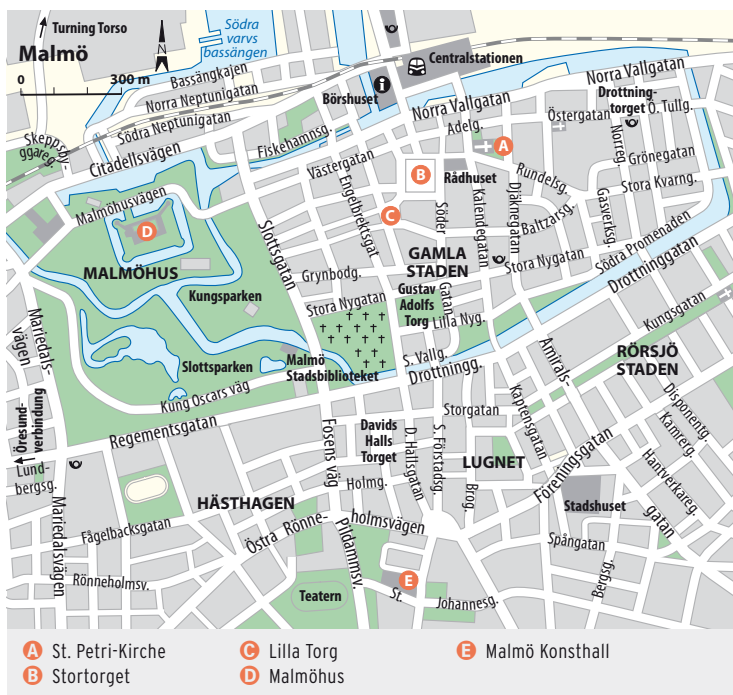 Turning Torso
Malmö
0 300 m
N
Södra
varvs
bassängen
Bassängkajen
Norra Neptunigatan
Södra Neptunigatan
Skeppsby-
ggareg.
Citadellsvägen
Fiskehamnsg.
Börshuset
i
Centralstationen
Norra Vallgatan
Norra Vallgatan
Drottning-
torget
Ö. Tullg.
Östergatan
Adelg.
A
Västergatan
B
Rådhuset
Rundelsg.
Norreg.
Grönegatan
Stora Kvarng.
Gasverksg.
Malmöhusvägen
D
MALMÖHUS
Kungsparken
Slottsgatan
Engelbrektsgat
C
Söder
Kalendegatan
Djäknegatan
Baltzarsg.
GAMLA
STADEN
Stora Nygatan
Södra Promenaden
Drottninggatan
Grynbodg.
Stora Nygatan
Gustav
Adolfs
Torg
Gatan
Lilla Nyg.
Kungsgatan
Mariedals-
vägen
Slottsparken
Malmö
Stadsbiblioteket
S. Vallg.
Drottningg.
Amirals-
RÖRSJÖ
STADEN
Kung Oscars väg
Regementsgatan
Öresund-
verbindung
Lund-
bergsg.
Fosens väg
Davids
Halls
Torget
D. Hallsgatan
S. Förstadsg.
Storgatan
Kaptensgatan
LUGNET
Brog.
Föreningsgatan
Disponentg.
Kamrerg.
Hantverkareg.
gatan
Stadshuset
HÄSTHAGEN
Holmg.
Östra Rönne-
holmsvägen
Mariedalsvägen
Fågelbacksgatan
Rönneholmsv.
Pildammsv.
Teatern
E
St.
Johannesg.
Spångatan
Bergsg.
A St. Petri-Kirche
B Stortorget
C Lilla Torg
D Malmöhus
E Malmö Konsthall